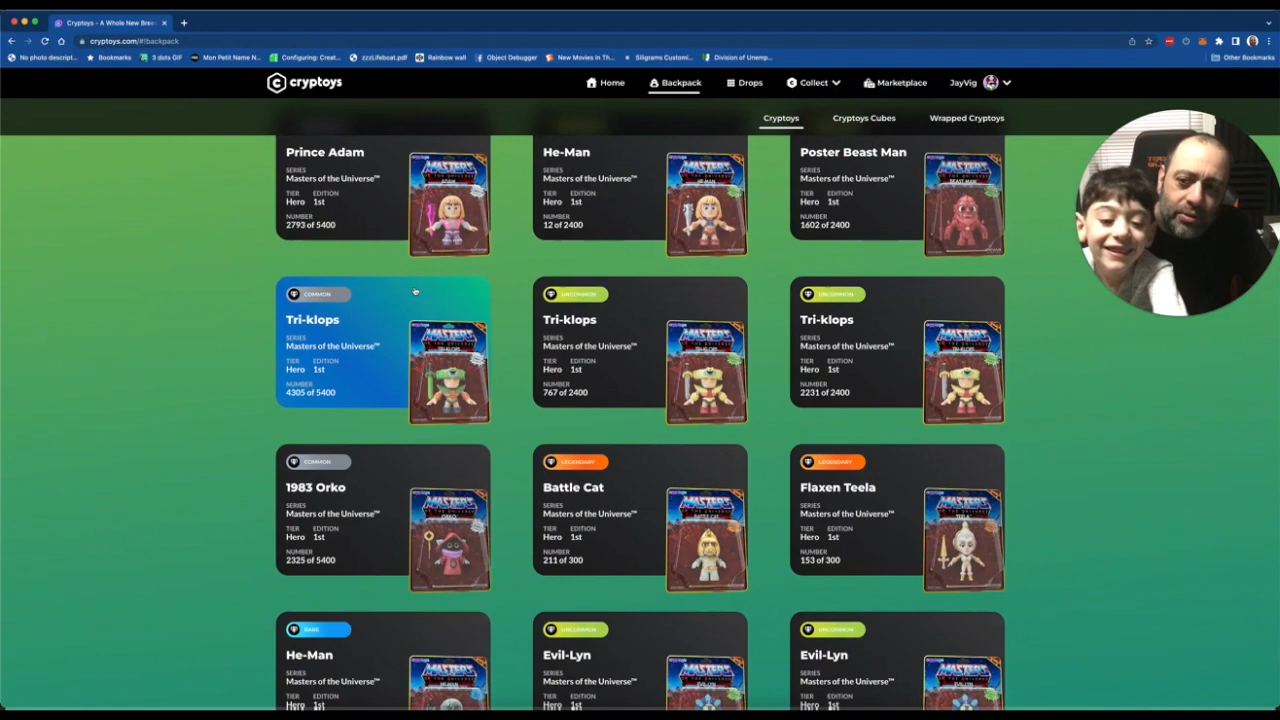 Cryptoys - A Whole New Bree
cryptoys.com/#!backpack
No photo descript... Bookmarks 3 dots GIF Mon Petit Name N... Configuring: Creat... zzzLifeboat.pdf Rainbow wall Object Debugger New Movies in Th... Siligrams Customi... Division of Unemp... Other Bookmarks
cryptoys Home Backpack Drops Collect Marketplace JayVig
Cryptoys Cryptoys Cubes Wrapped Cryptoys
Prince Adam
SERIES
Masters of the Universe™
TIER EDITION
Hero 1st
NUMBER
2793 of 5400
He-Man
SERIES
Masters of the Universe™
TIER EDITION
Hero 1st
NUMBER
12 of 2400
Poster Beast Man
SERIES
Masters of the Universe™
TIER EDITION
Hero 1st
NUMBER
1602 of 2400
COMMON
Tri-klops
SERIES
Masters of the Universe™
TIER EDITION
Hero 1st
NUMBER
4305 of 5400
UNCOMMON
Tri-klops
SERIES
Masters of the Universe™
TIER EDITION
Hero 1st
NUMBER
767 of 2400
UNCOMMON
Tri-klops
SERIES
Masters of the Universe™
TIER EDITION
Hero 1st
NUMBER
2231 of 2400
COMMON
1983 Orko
SERIES
Masters of the Universe™
TIER EDITION
Hero 1st
NUMBER
2325 of 5400
LEGENDARY
Battle Cat
SERIES
Masters of the Universe™
TIER EDITION
Hero 1st
NUMBER
211 of 300
LEGENDARY
Flaxen Teela
SERIES
Masters of the Universe™
TIER EDITION
Hero 1st
NUMBER
153 of 300
RARE
He-Man
SERIES
Masters of the Universe™
TIER EDITION
Hero 1st
UNCOMMON
Evil-Lyn
SERIES
Masters of the Universe™
TIER EDITION
Hero 1st
UNCOMMON
Evil-Lyn
SERIES
Masters of the Universe™
TIER EDITION
Hero 1st